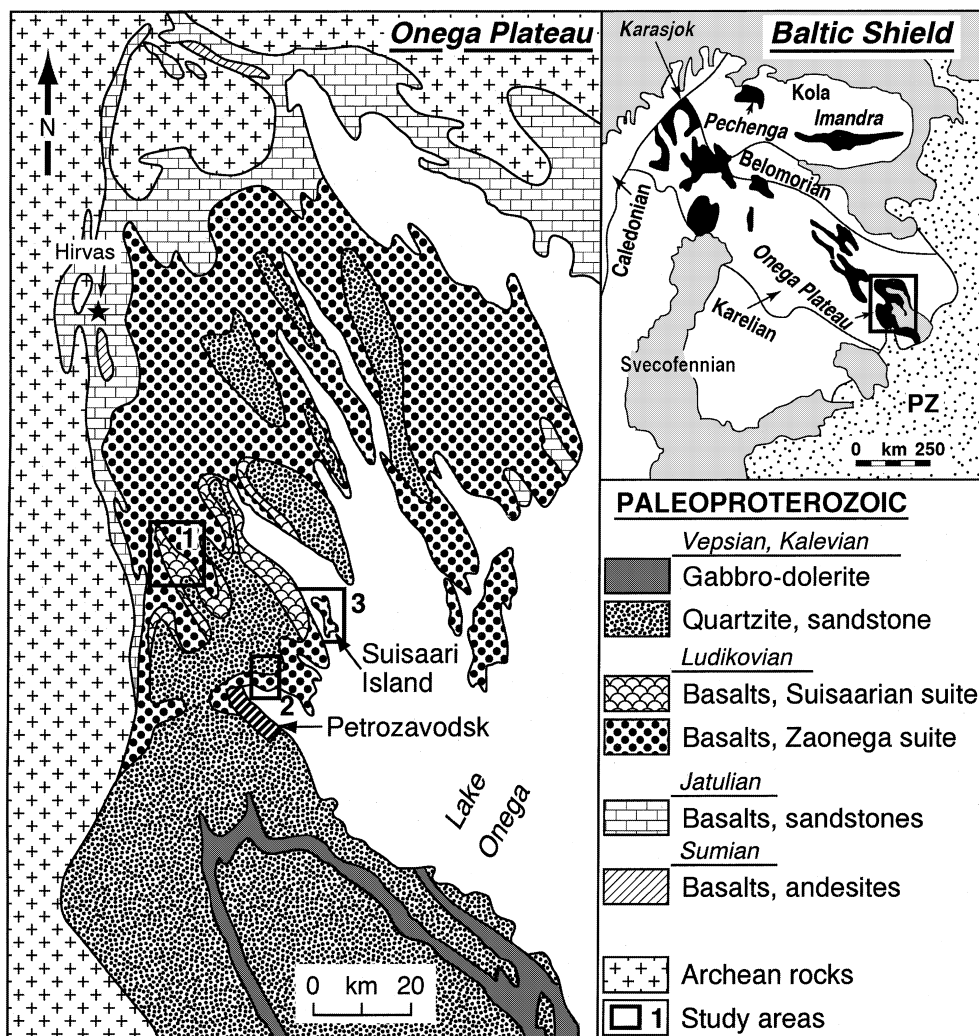 Onega Plateau
N
Hirvas
1
3
Suisaari
Island
2
Petrozavodsk
Lake
Onega
0 km 20
Baltic Shield
Karasjok
Kola
Pechenga
Imandra
Belomorian
Caledonian
Onega Plateau
Karelian
Svecofennian
PZ
0 km 250
PALEOPROTEROZOIC
Vepsian, Kalevian
Gabbro-dolerite
Quartzite, sandstone
Ludikovian
Basalts, Suisaarian suite
Basalts, Zaonega suite
Jatulian
Basalts, sandstones
Sumian
Basalts, andesites
Archean rocks
1 Study areas